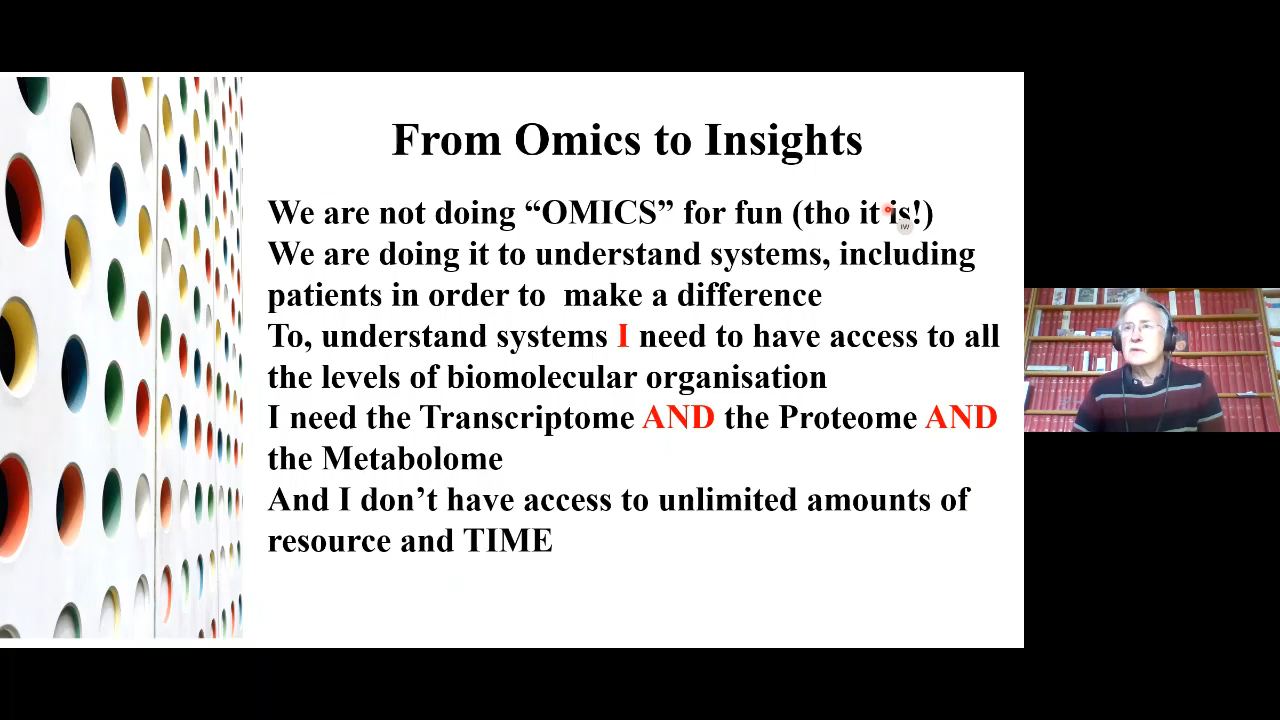 From Omics to Insights
We are not doing “OMICS” for fun (tho it is!)
IW
We are doing it to understand systems, including
patients in order to  make a difference
To, understand systems I need to have access to all
the levels of biomolecular organisation
I need the Transcriptome AND the Proteome AND
the Metabolome
And I don’t have access to unlimited amounts of
resource and TIME